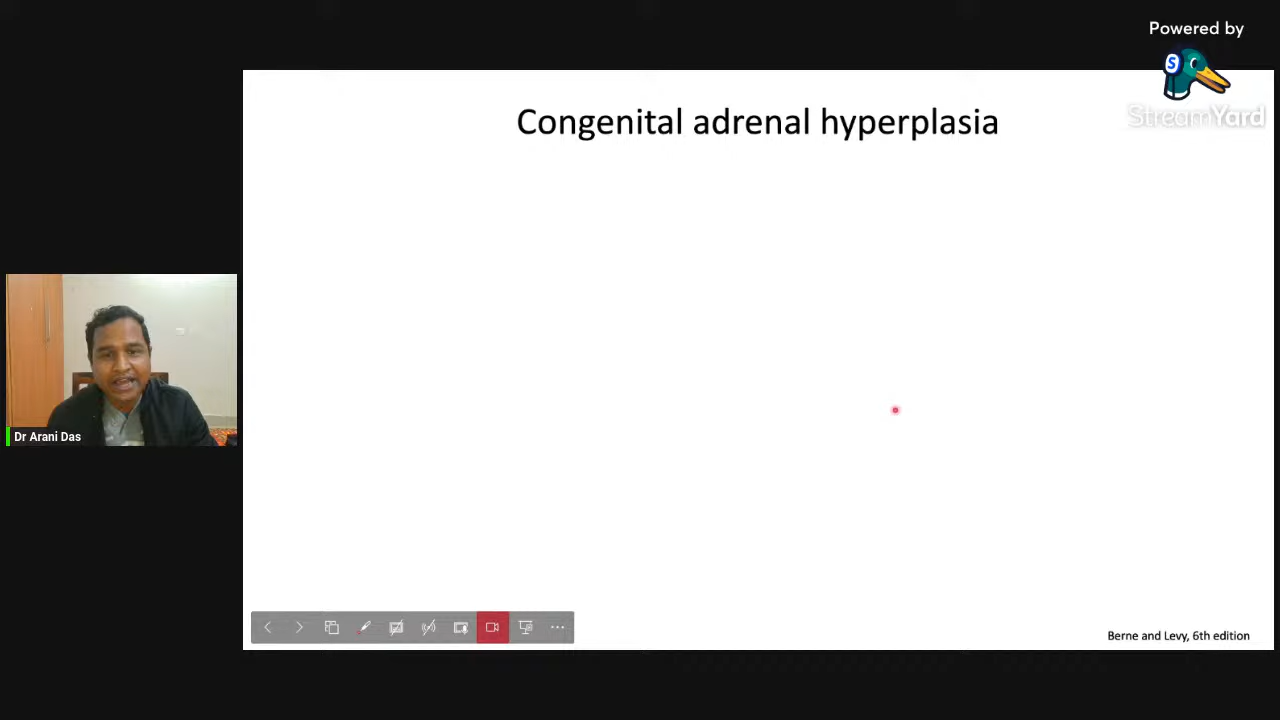 Powered by
S
StreamYard
Congenital adrenal hyperplasia
Dr Arani Das
Berne and Levy, 6th edition